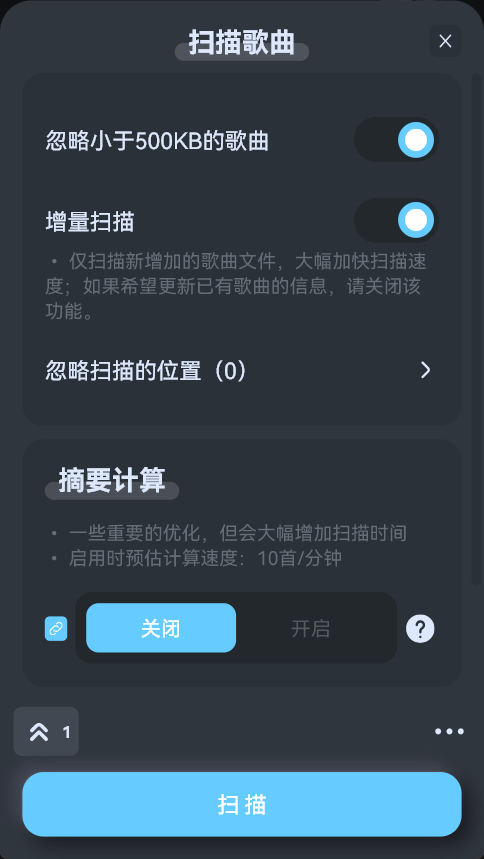 扫描歌曲
忽略小于500KB的歌曲
增量扫描
• 仅扫描新增加的歌曲文件，大幅加快扫描速
度；如果希望更新已有歌曲的信息，请关闭该
功能。
忽略扫描的位置（0）
摘要计算
• 一些重要的优化，但会大幅增加扫描时间
• 启用时预估计算速度：10首/分钟
关闭 开启 ?
1
扫描